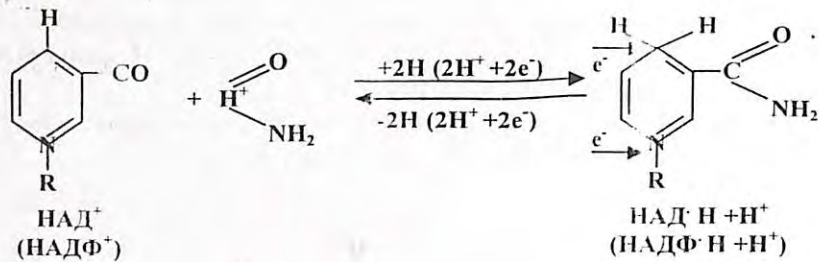 H
CO
+
O
H⁺
NH₂
+2H (2H⁺ +2e⁻)
-2H (2H⁺ +2e⁻)
H
H
e⁻
O
C
NH₂
e⁻
N
R
N
R
НАД⁺
(НАДФ⁺)
НАД· Н +Н⁺
(НАДФ· Н +Н⁺)